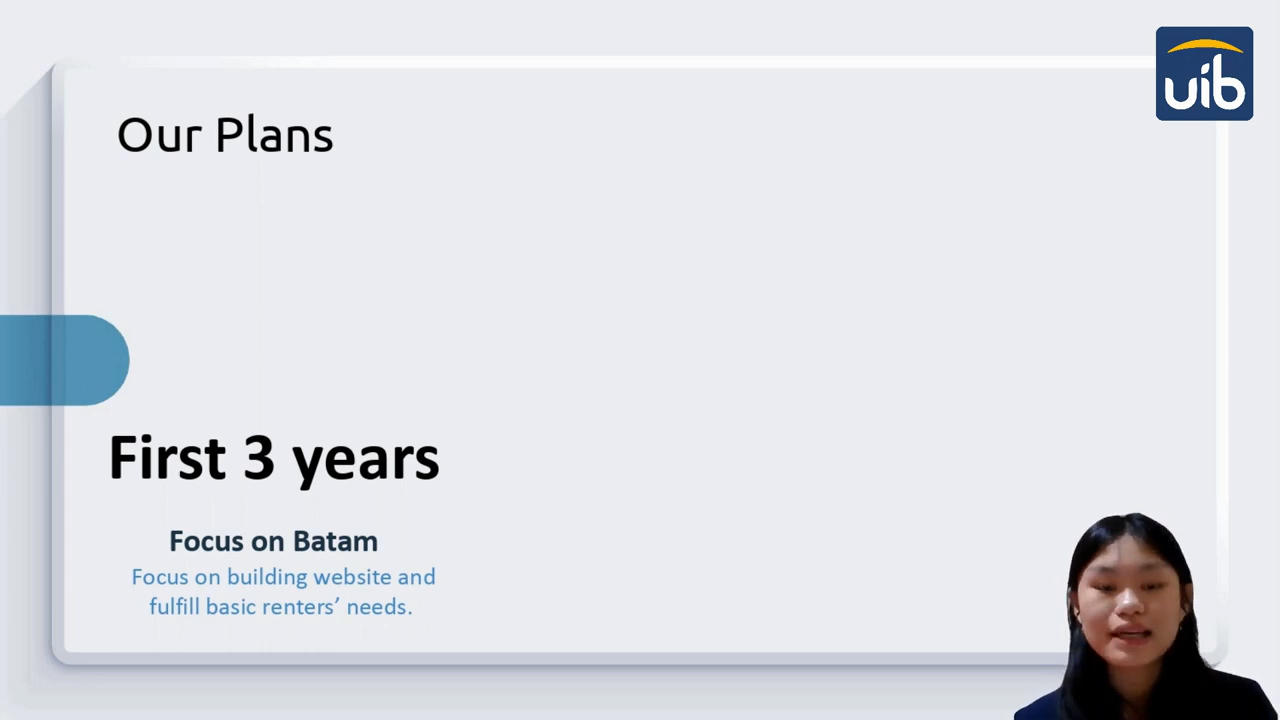 uib
Our Plans
First 3 years
Focus on Batam
Focus on building website and
fulfill basic renters’ needs.